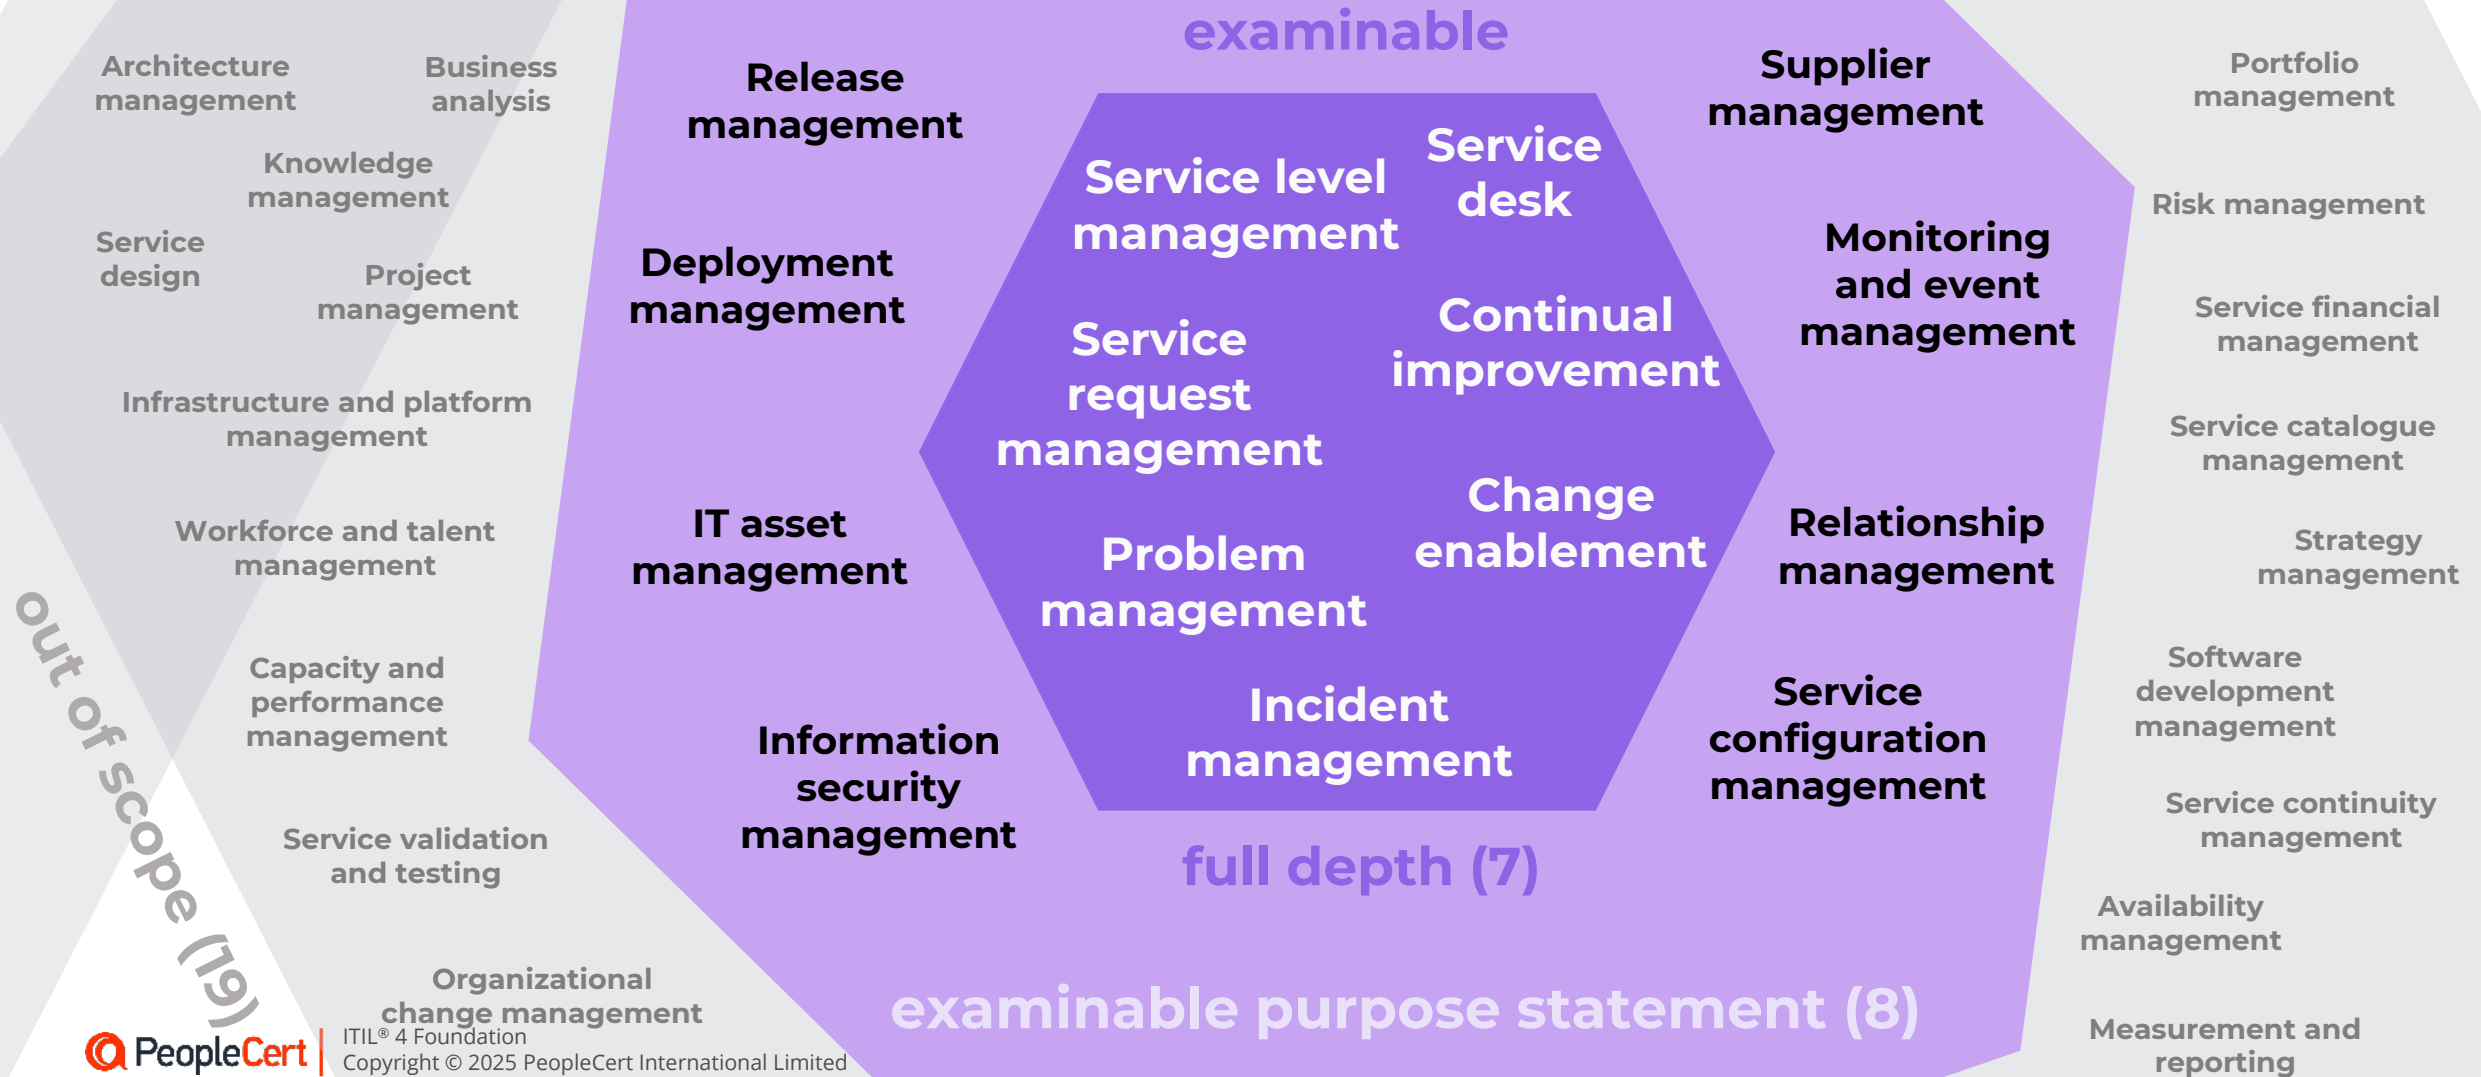 examinable
Architecture
management
Business
analysis
Knowledge
management
Service
design
Project
management
Infrastructure and platform
management
Workforce and talent
management
Capacity and
performance
management
Service validation
and testing
Organizational
change management
out of scope (19)
Release
management
Deployment
management
IT asset
management
Information
security
management
Service level
management
Service
desk
Service
request
management
Continual
improvement
Problem
management
Change
enablement
Incident
management
full depth (7)
examinable purpose statement (8)
Supplier
management
Monitoring
and event
management
Relationship
management
Service
configuration
management
Portfolio
management
Risk management
Service financial
management
Service catalogue
management
Strategy
management
Software
development
management
Service continuity
management
Availability
management
Measurement and
reporting
PeopleCert
ITIL® 4 Foundation
Copyright © 2025 PeopleCert International Limited